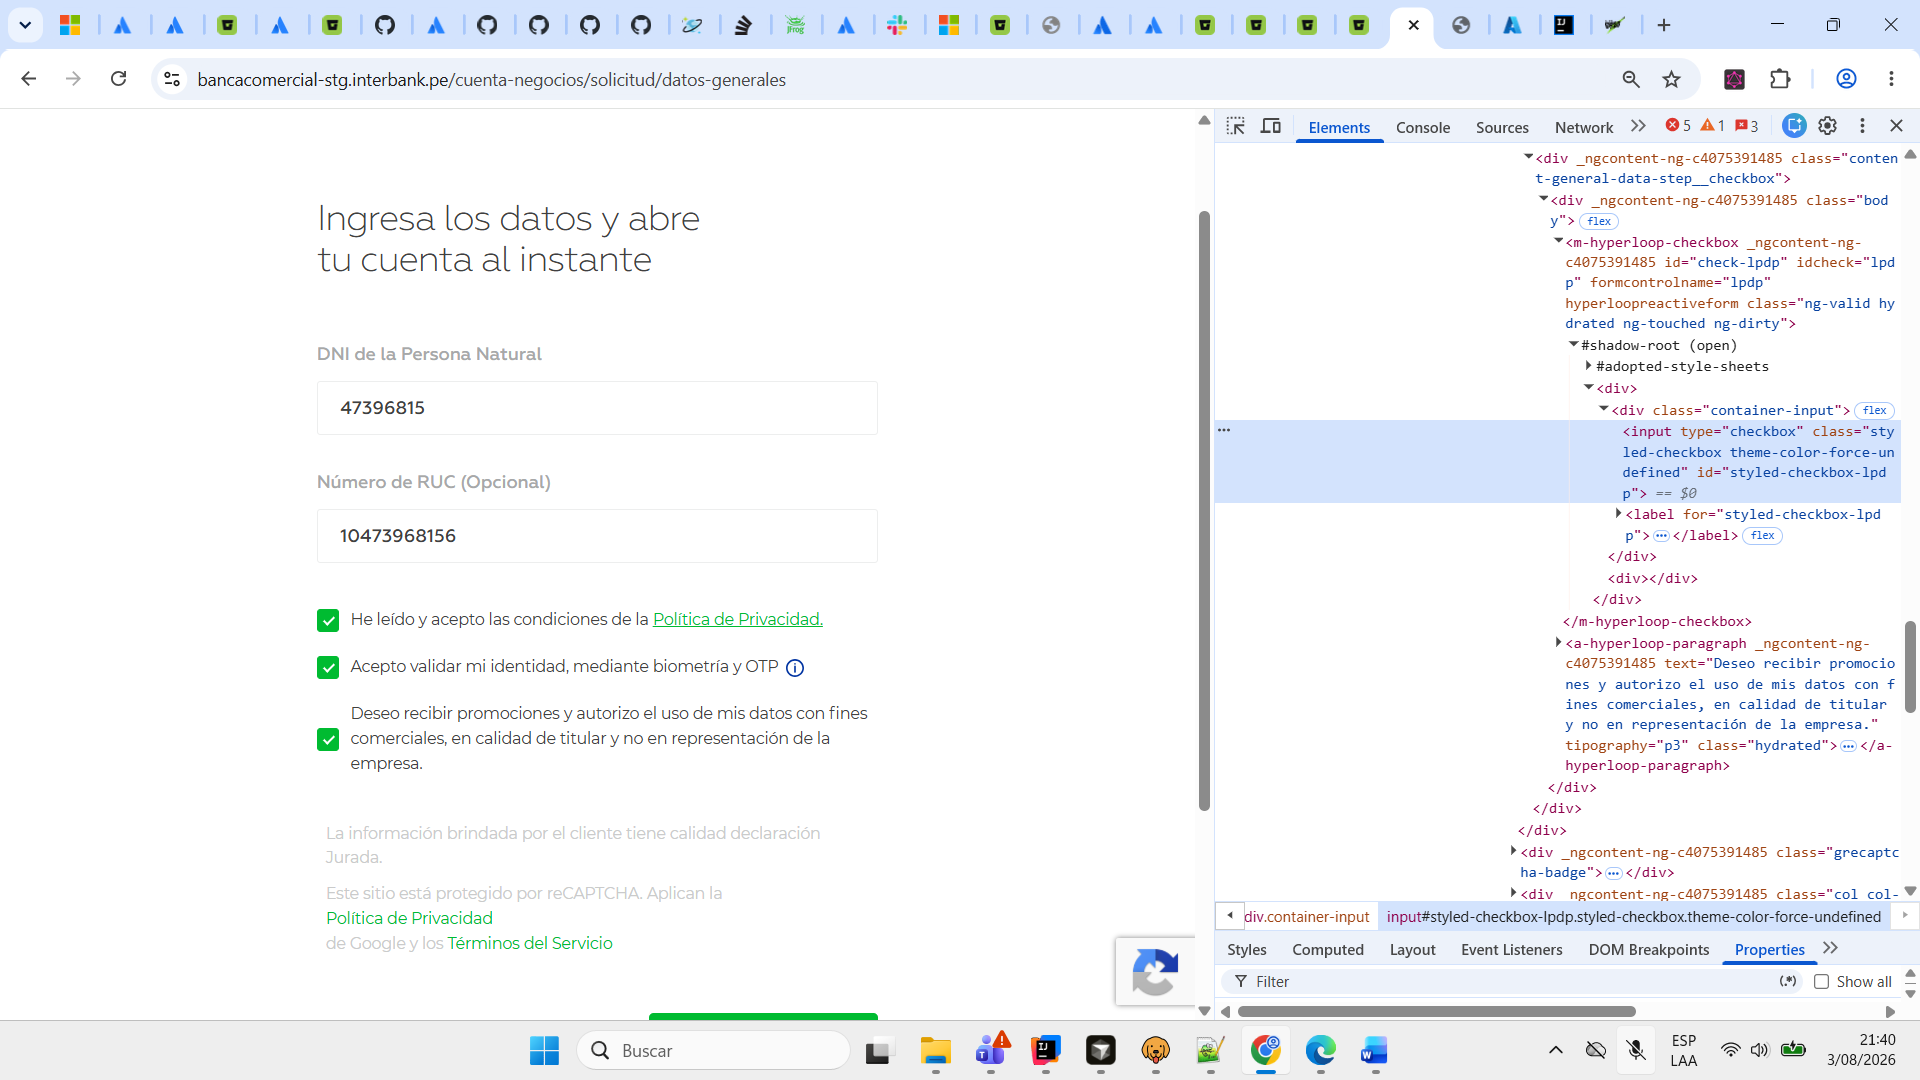 bancacomercial-stg.interbank.pe/cuenta-negocios/solicitud/datos-generales
Ingresa los datos y abre
tu cuenta al instante
DNI de la Persona Natural
47396815
Número de RUC (Opcional)
10473968156
He leído y acepto las condiciones de la Política de Privacidad.
Acepto validar mi identidad, mediante biometría y OTP
Deseo recibir promociones y autorizo el uso de mis datos con fines
comerciales, en calidad de titular y no en representación de la
empresa.
La información brindada por el cliente tiene calidad declaración
Jurada.
Este sitio está protegido por reCAPTCHA. Aplican la
Política de Privacidad
de Google y los Términos del Servicio
Elements Console Sources Network 5 1 3
<div _ngcontent-ng-c4075391485 class="conten
t-general-data-step__checkbox">
<div _ngcontent-ng-c4075391485 class="bod
y"> flex
<m-hyperloop-checkbox _ngcontent-ng-
c4075391485 id="check-lpdp" idcheck="lpd
p" formcontrolname="lpdp"
hyperloopreactiveform class="ng-valid hy
drated ng-touched ng-dirty">
#shadow-root (open)
#adopted-style-sheets
<div>
<div class="container-input"> flex
<input type="checkbox" class="sty
led-checkbox theme-color-force-un
defined" id="styled-checkbox-lpd
p"> == $0
<label for="styled-checkbox-lpd
p"> ... </label> flex
</div>
<div></div>
</div>
</m-hyperloop-checkbox>
<a-hyperloop-paragraph _ngcontent-ng-
c4075391485 text="Deseo recibir promocio
nes y autorizo el uso de mis datos con f
ines comerciales, en calidad de titular
y no en representación de la empresa."
tipography="p3" class="hydrated"> ... </a-
hyperloop-paragraph>
</div>
</div>
</div>
<div _ngcontent-ng-c4075391485 class="grecaptc
ha-badge"> ... </div>
<div _ngcontent-ng-c4075391485 class="col col-
div.container-input input#styled-checkbox-lpdp.styled-checkbox.theme-color-force-undefined
Styles Computed Layout Event Listeners DOM Breakpoints Properties
Filter (.*) Show all
Buscar
ESP
LAA
21:40
3/08/2026